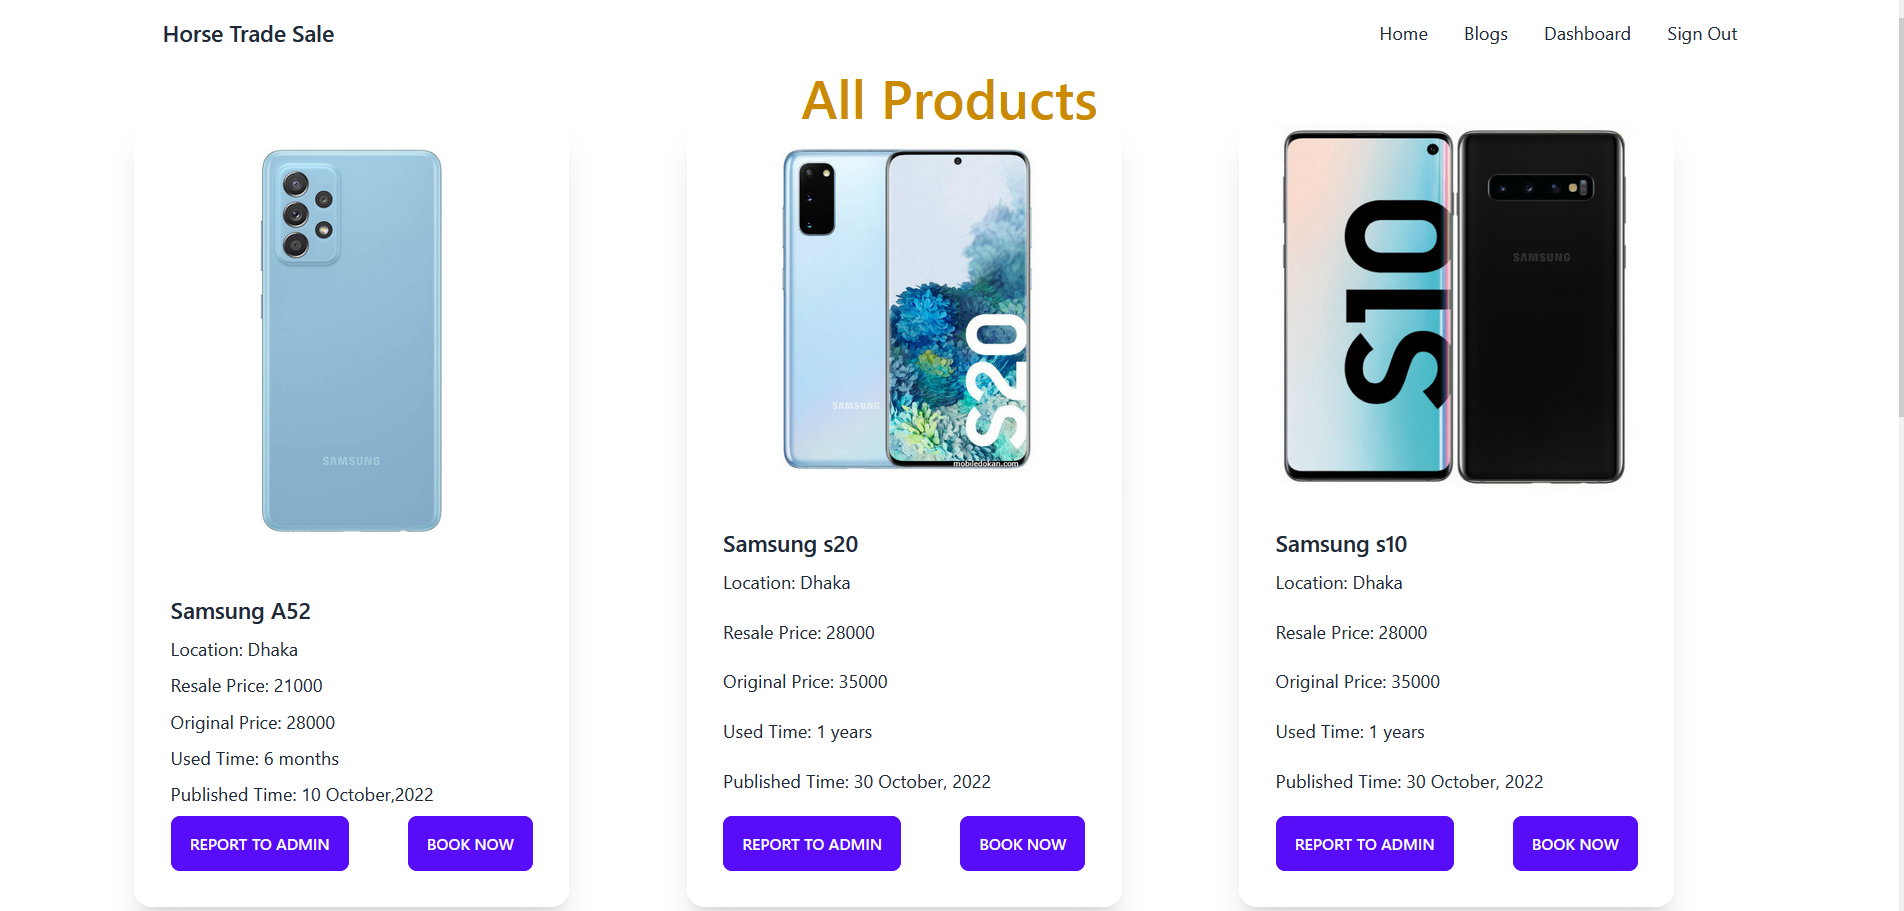 Horse Trade Sale
Home Blogs Dashboard Sign Out
All Products
SAMSUNG
Samsung A52
Location: Dhaka
Resale Price: 21000
Original Price: 28000
Used Time: 6 months
Published Time: 10 October,2022
REPORT TO ADMIN BOOK NOW
SAMSUNG
S20
mobiledokan.com
Samsung s20
Location: Dhaka
Resale Price: 28000
Original Price: 35000
Used Time: 1 years
Published Time: 30 October, 2022
REPORT TO ADMIN BOOK NOW
S10
SAMSUNG
Samsung s10
Location: Dhaka
Resale Price: 28000
Original Price: 35000
Used Time: 1 years
Published Time: 30 October, 2022
REPORT TO ADMIN BOOK NOW